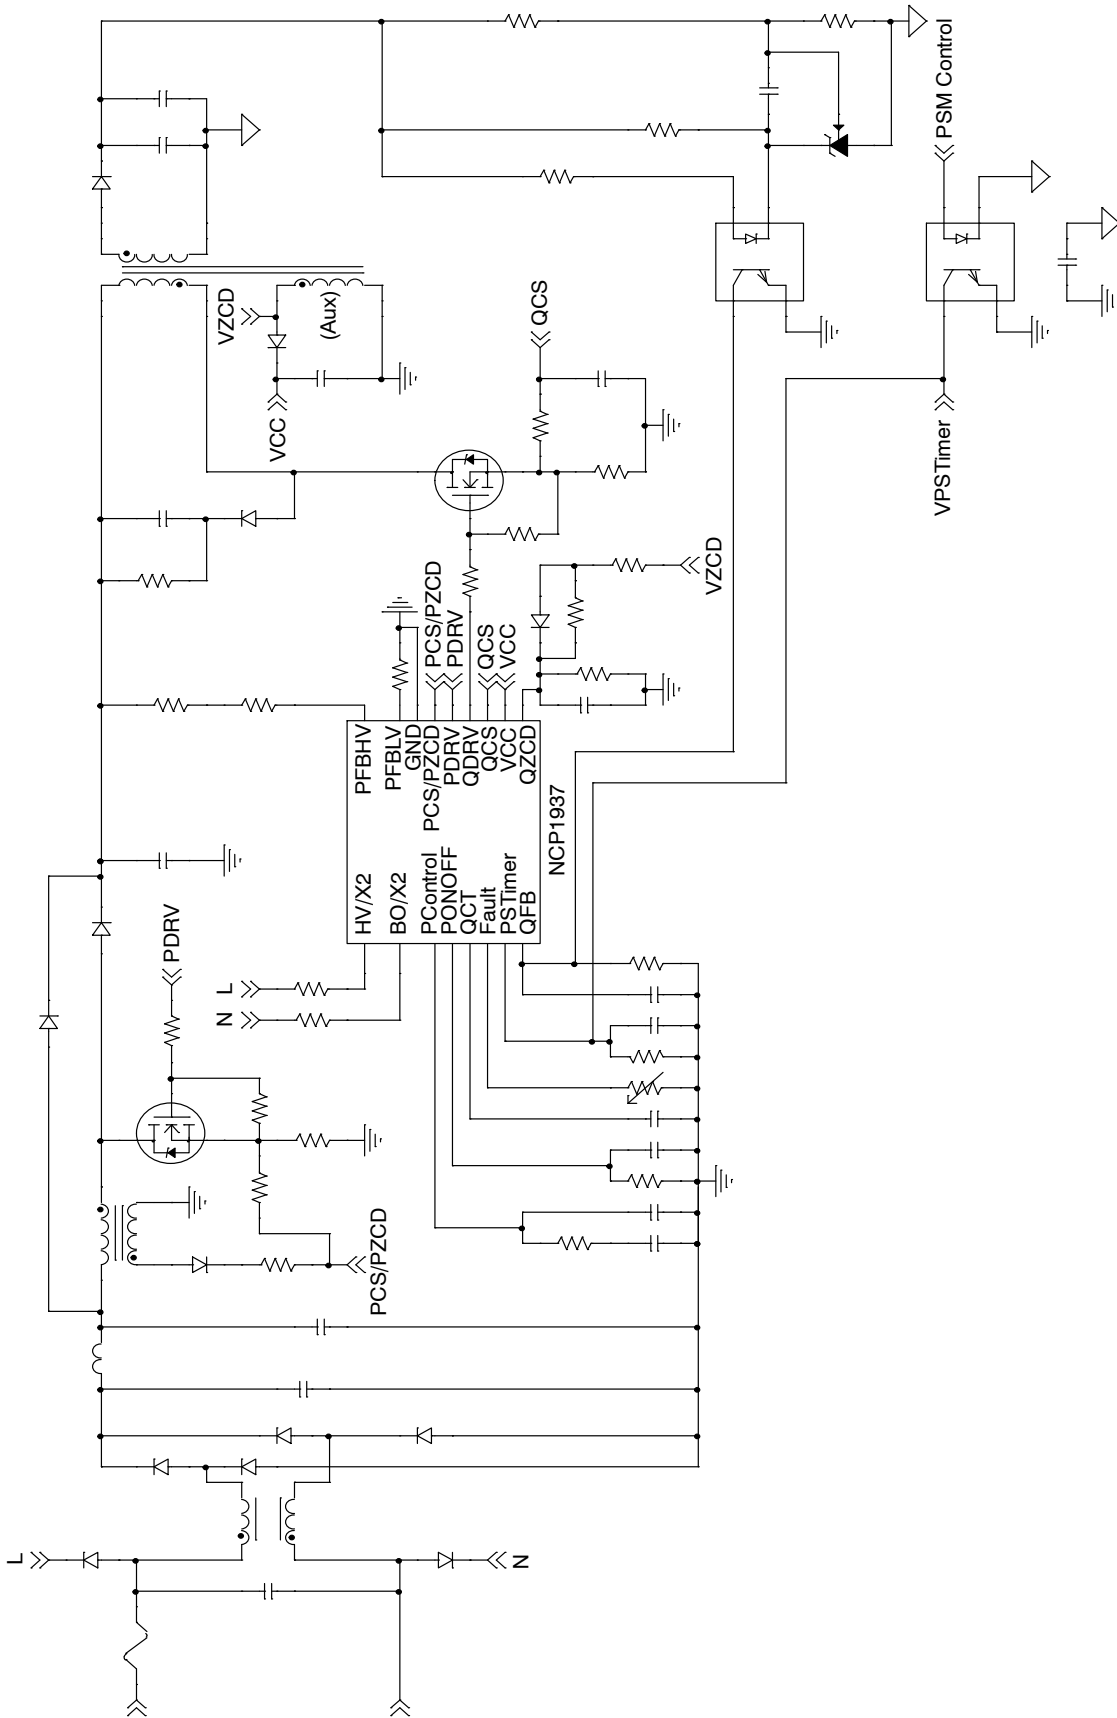 PSM Control
VZCD
(Aux)
QCS
VCC
VPSTimer
VZCD
PCS/PZCD
PDRV
QCS
VCC
PFBHV
PFBLV
GND
PCS/PZCD
PDRV
QDRV
QCS
VCC
QZCD
NCP1937
HV/X2
BO/X2
PControl
PONOFF
QCT
Fault
PSTimer
QFB
PDRV
L
N
PCS/PZCD
L
N